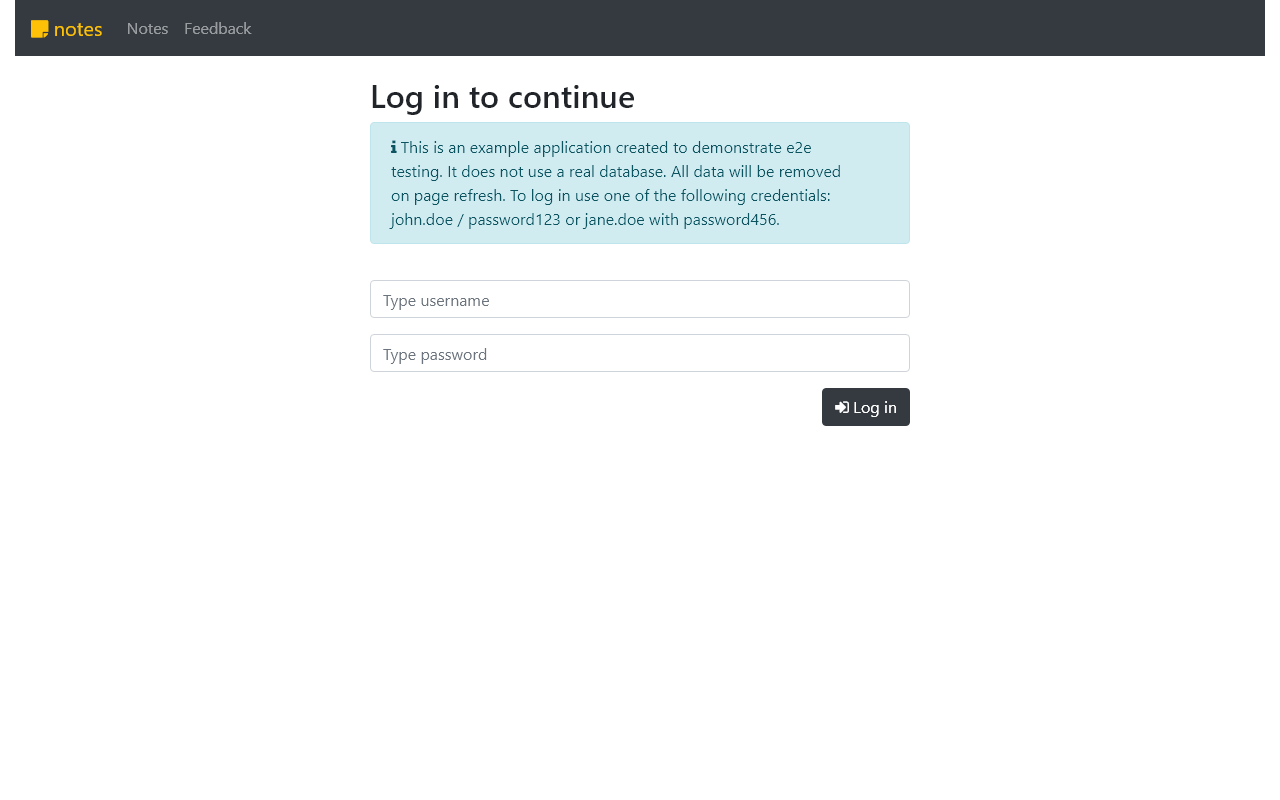 notes Notes Feedback
Log in to continue
This is an example application created to demonstrate e2e
testing. It does not use a real database. All data will be removed
on page refresh. To log in use one of the following credentials:
john.doe / password123 or jane.doe with password456.
Type username
Type password
Log in